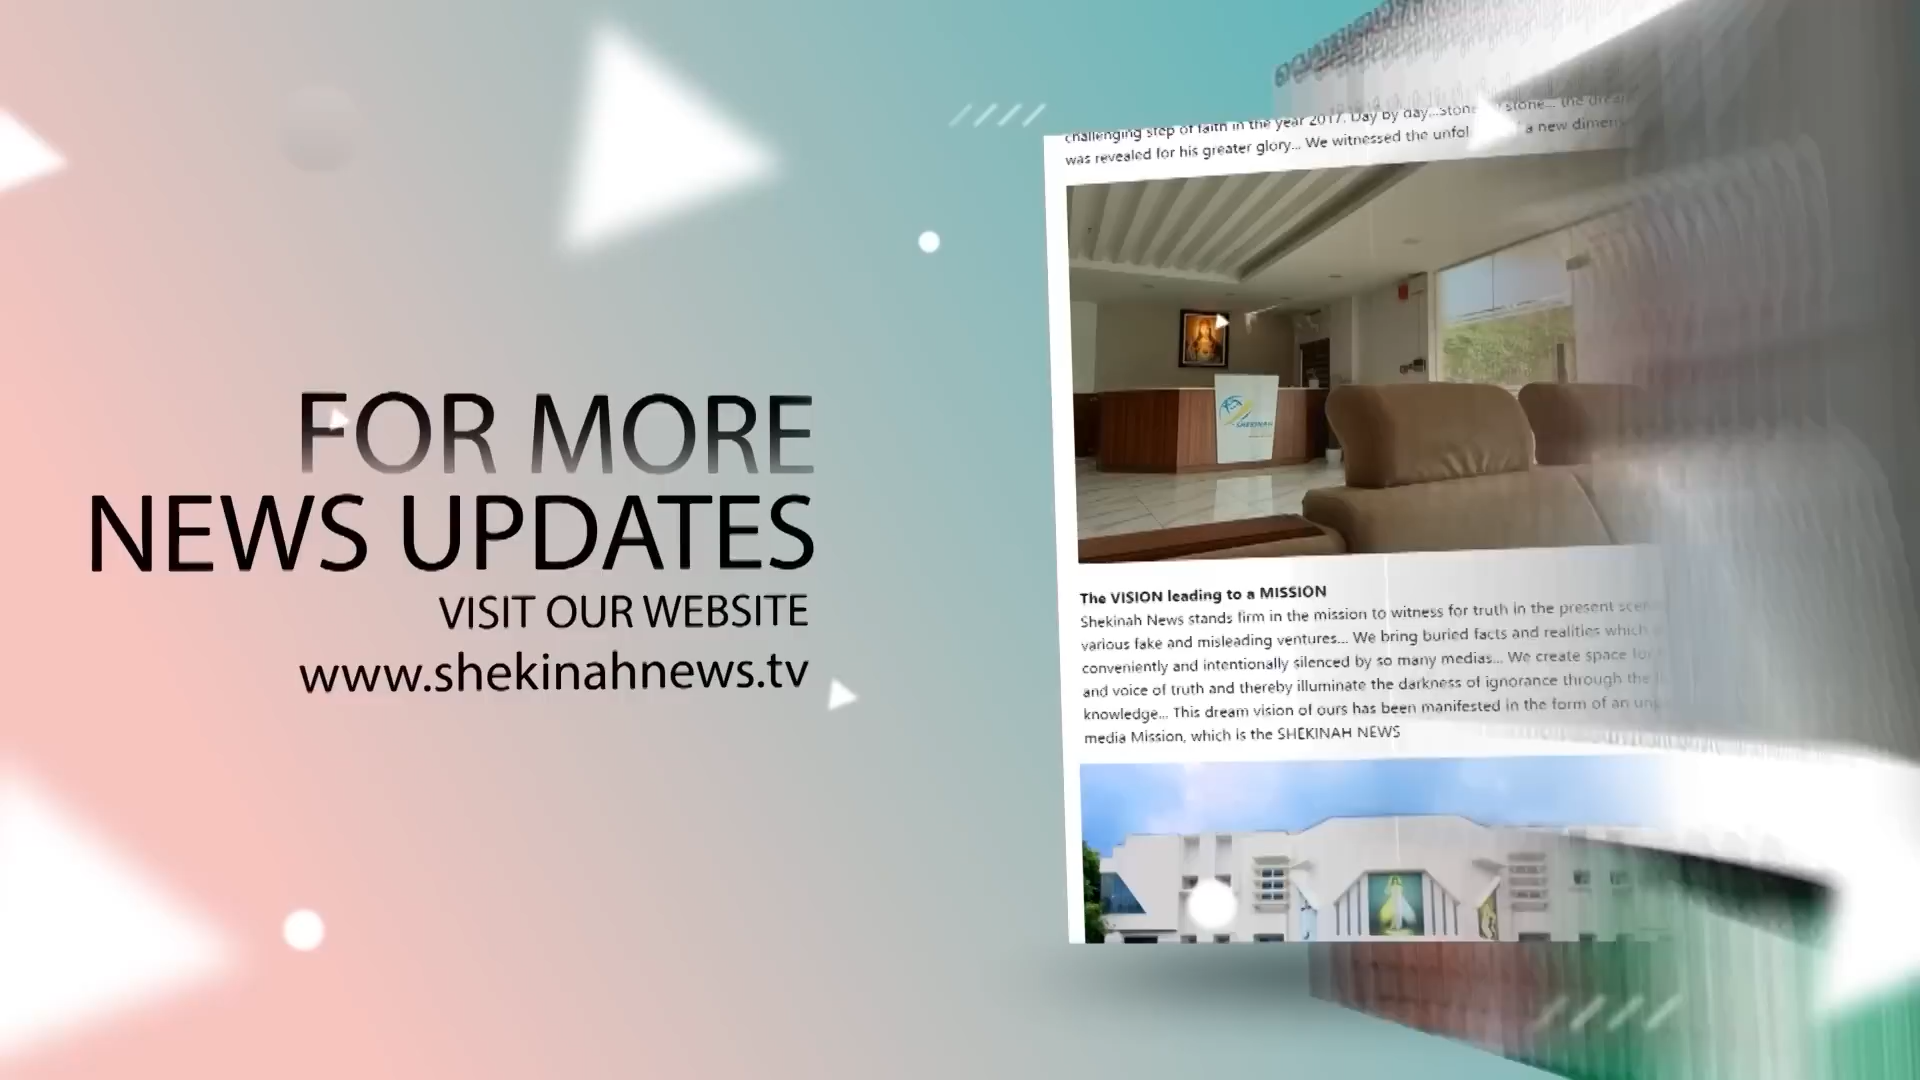 FOR MORE
NEWS UPDATES
VISIT OUR WEBSITE
www.shekinahnews.tv
challenging step of faith in the year 2017. Day by day...Stone stone... the
was revealed for his greater glory... We witnessed the a new
SHEKINAH
The VISION leading to a MISSION
Shekinah News stands firm in the mission to witness for truth in the present
various fake and misleading ventures... We bring buried facts and realities which
conveniently and intentionally silenced by so many medias... We create space
and voice of truth and thereby illuminate the darkness of ignorance through the
knowledge... This dream vision of ours has been manifested in the form of an
media Mission, which is the SHEKINAH NEWS